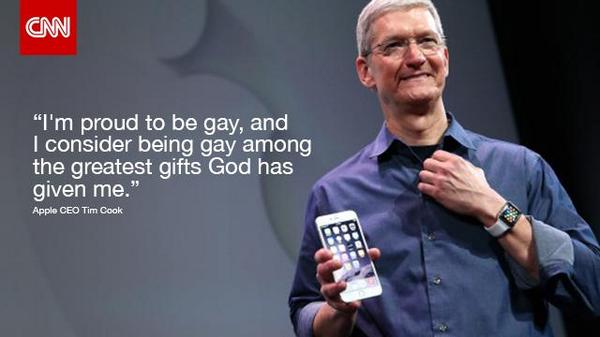 CNN
“I'm proud to be gay, and
I consider being gay among
the greatest gifts God has
given me.”
Apple CEO Tim Cook